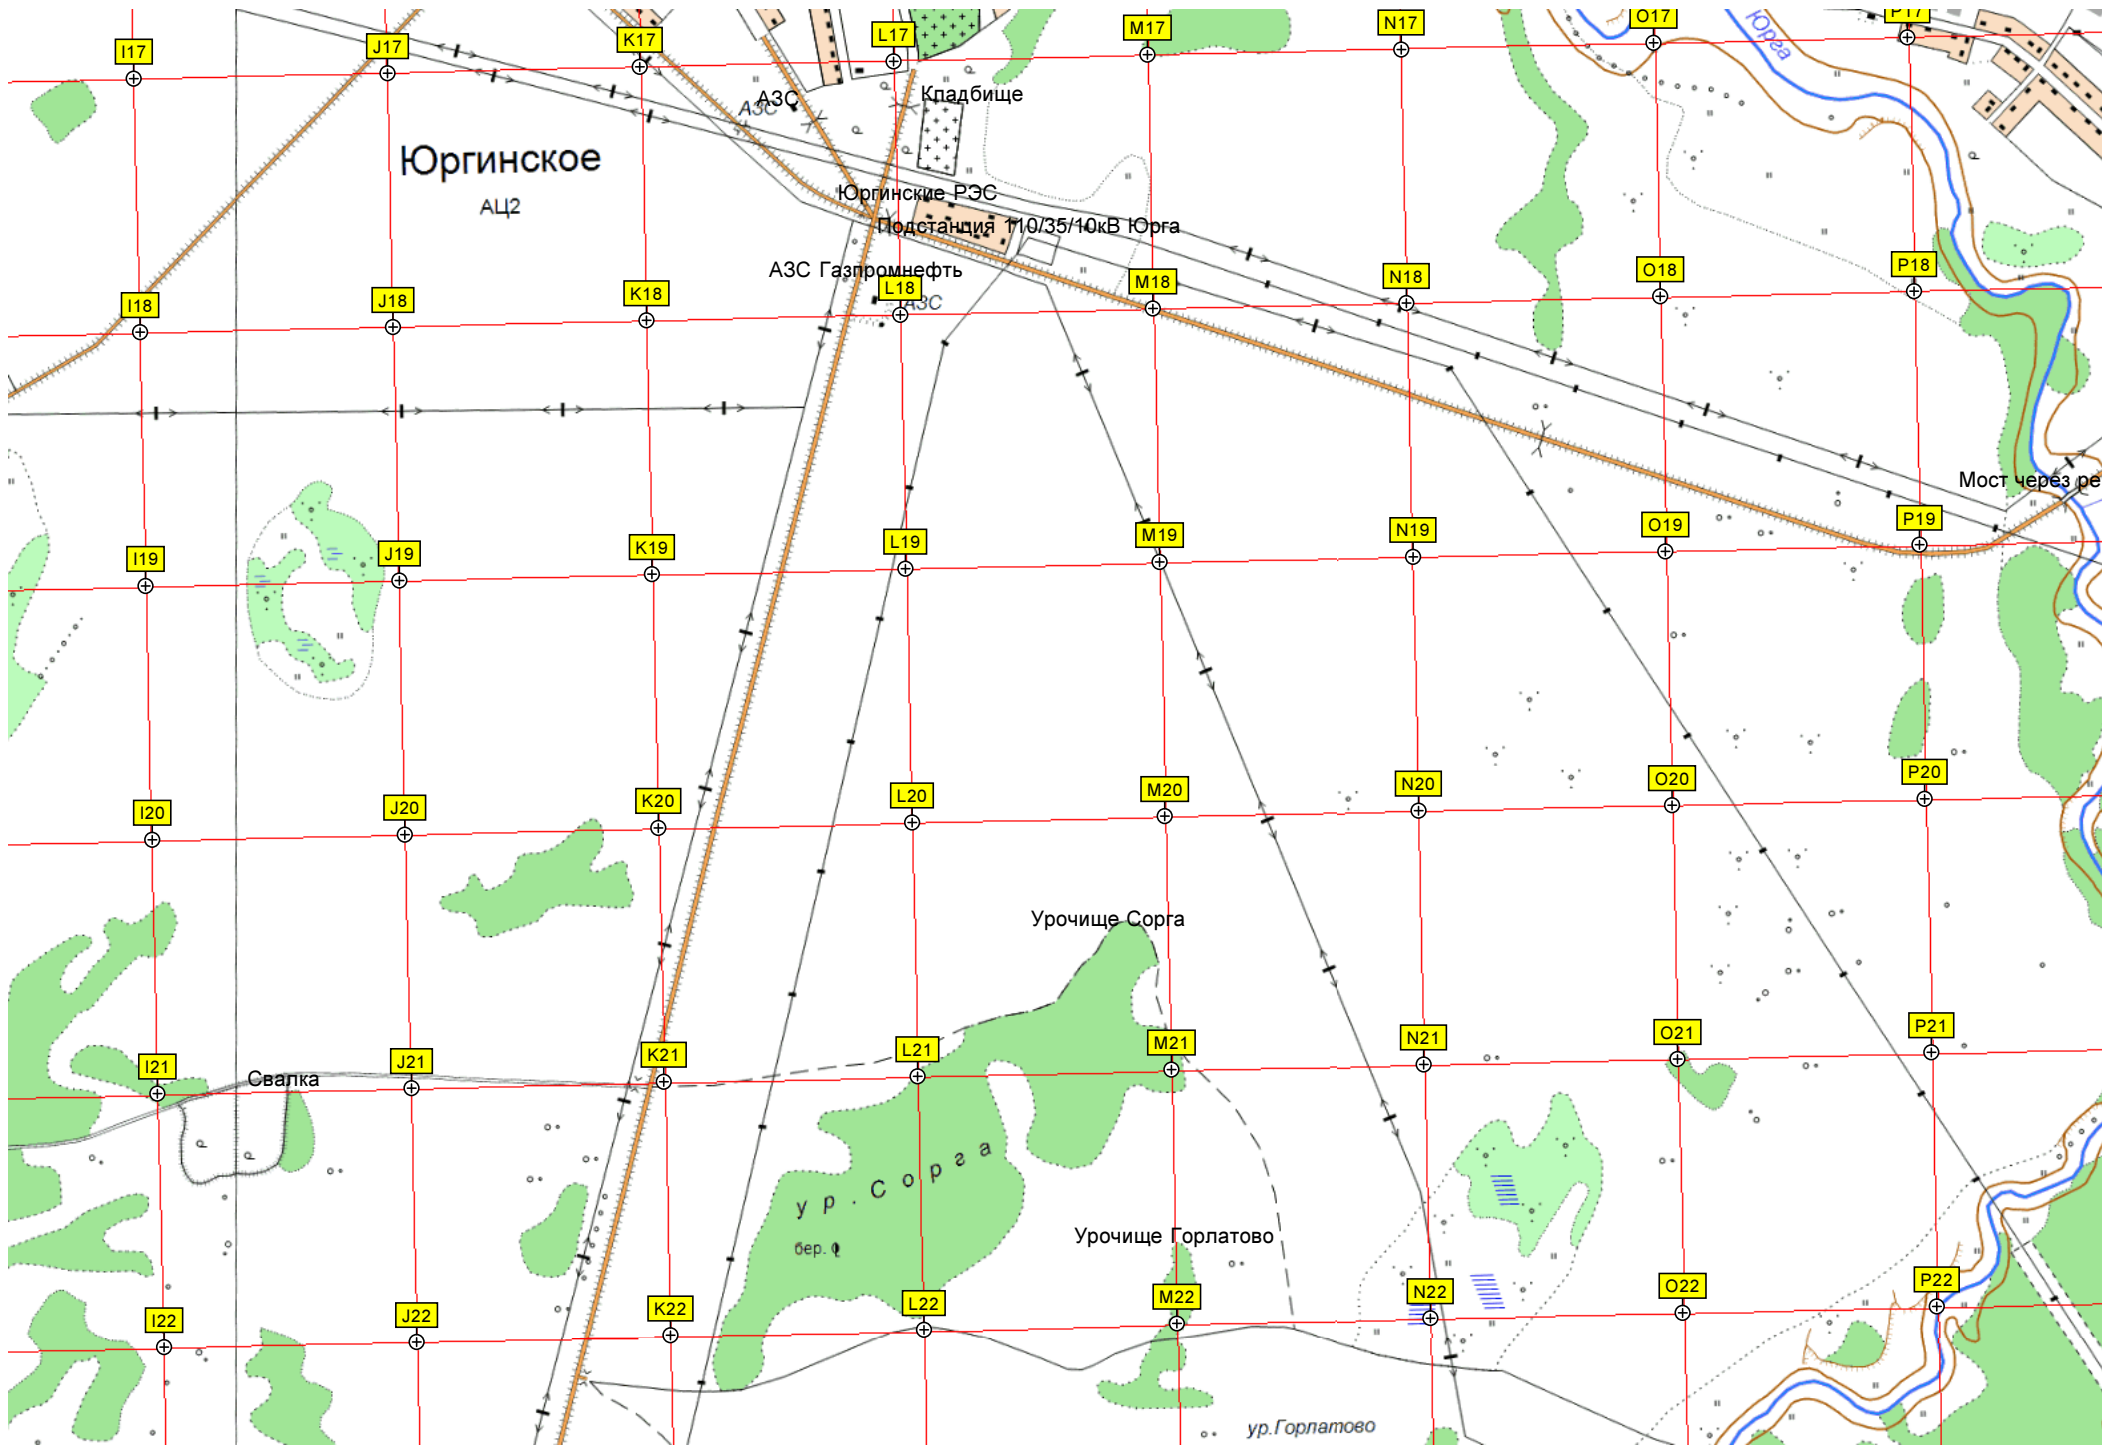 I17
J17
K17
L17
M17
N17
O17
P17
Юрга
АЗС
АЗС
Кладбище
Юргинское
АЦ2
Юргинские РЭС
Подстанция 110/35/10кВ Юрга
АЗС Газпромнефть
АЗС
I18
J18
K18
L18
M18
N18
O18
P18
Мост через ре
I19
J19
K19
L19
M19
N19
O19
P19
I20
J20
K20
L20
M20
N20
O20
P20
Урочище Сорга
I21
J21
K21
L21
M21
N21
O21
P21
Свалка
ур. Сорга
бер.
Урочище Горлатово
I22
J22
K22
L22
M22
N22
O22
P22
ур.Горлатово